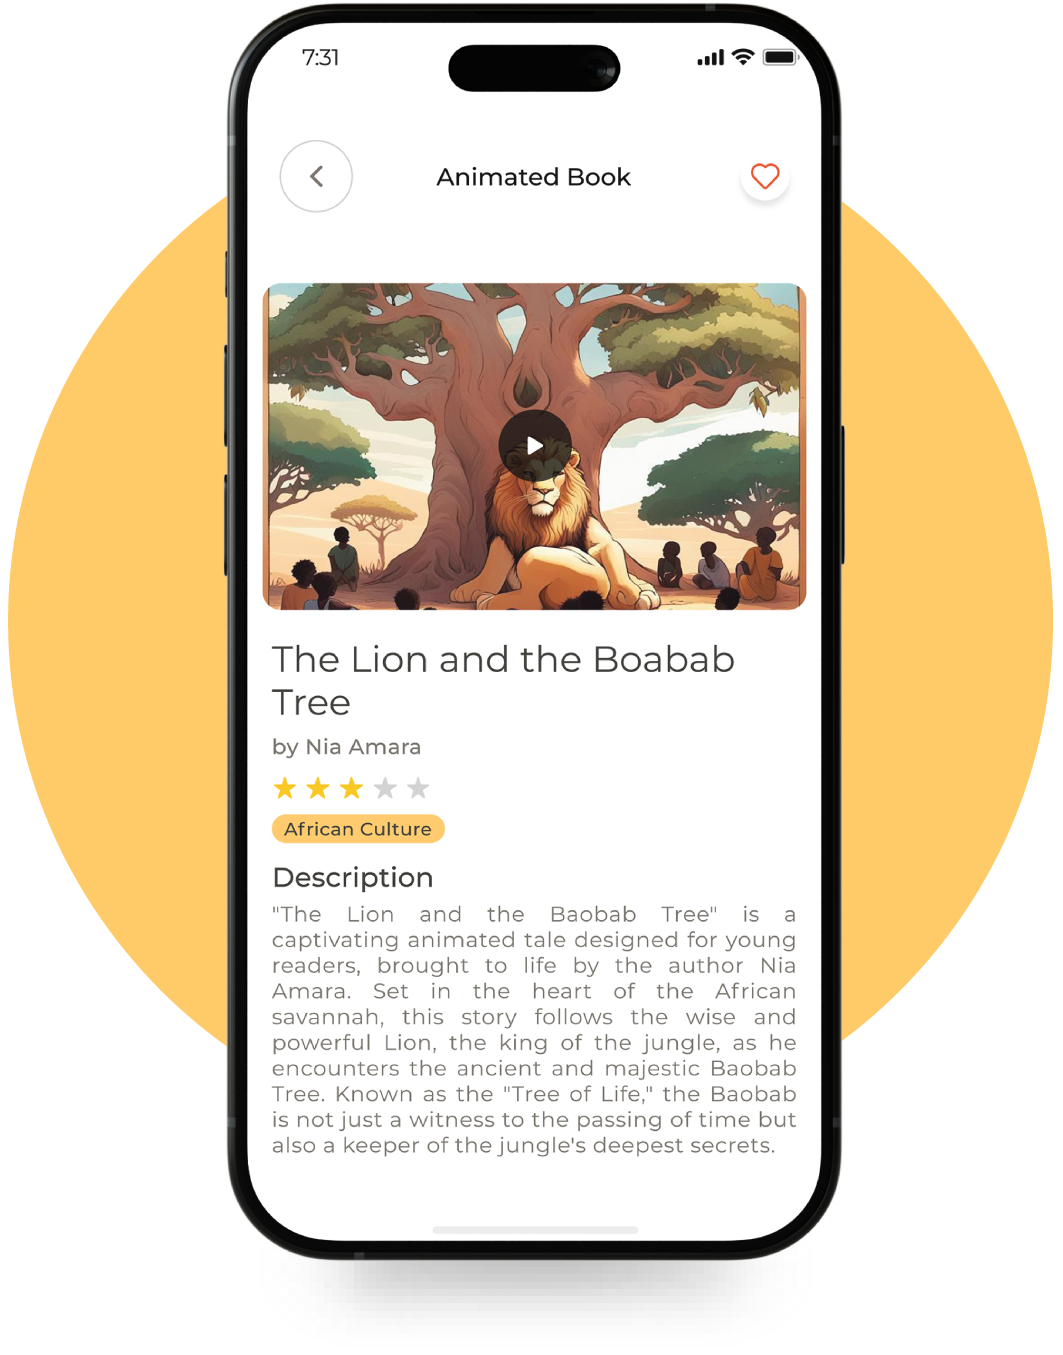 7:31
Animated Book
The Lion and the Boabab
Tree
by Nia Amara
African Culture
Description
"The Lion and the Baobab Tree" is a
captivating animated tale designed for young
readers, brought to life by the author Nia
Amara. Set in the heart of the African
savannah, this story follows the wise and
powerful Lion, the king of the jungle, as he
encounters the ancient and majestic Baobab
Tree. Known as the "Tree of Life," the Baobab
is not just a witness to the passing of time but
also a keeper of the jungle's deepest secrets.